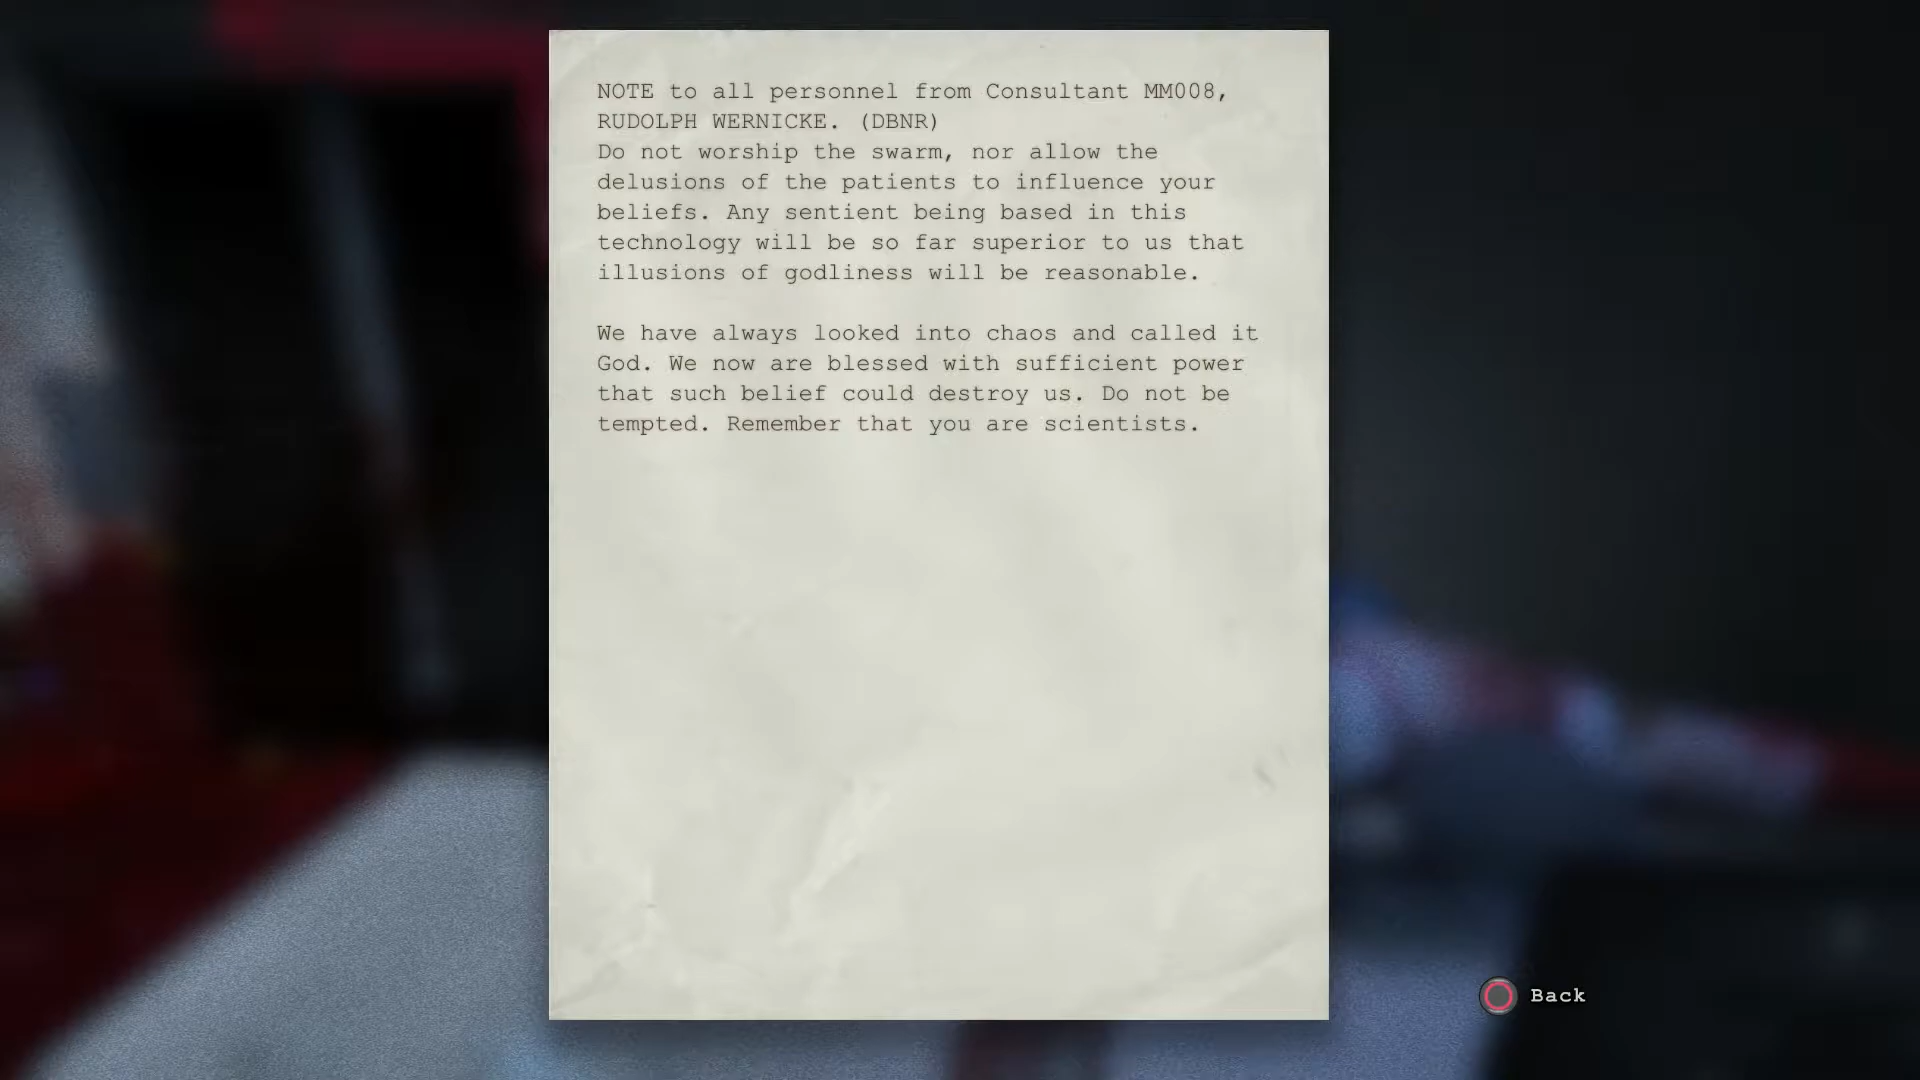 NOTE to all personnel from Consultant MM008,
RUDOLPH WERNICKE. (DBNR)
Do not worship the swarm, nor allow the
delusions of the patients to influence your
beliefs. Any sentient being based in this
technology will be so far superior to us that
illusions of godliness will be reasonable.
We have always looked into chaos and called it
God. We now are blessed with sufficient power
that such belief could destroy us. Do not be
tempted. Remember that you are scientists.
Back